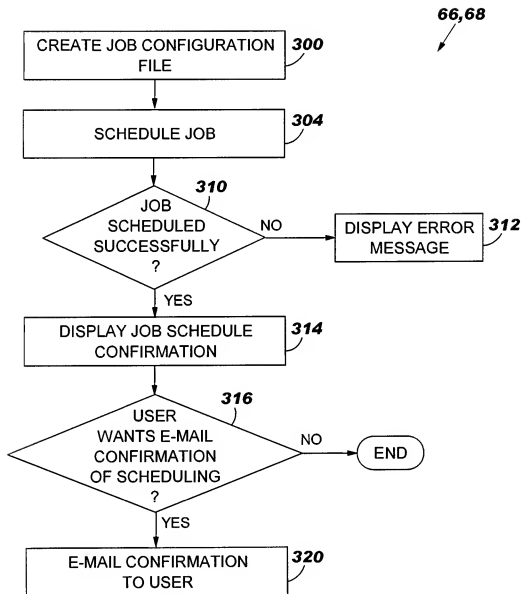 66,68
CREATE JOB CONFIGURATION
FILE
300
SCHEDULE JOB
304
310
JOB
SCHEDULED
SUCCESSFULLY
?
NO
DISPLAY ERROR
MESSAGE
312
YES
DISPLAY JOB SCHEDULE
CONFIRMATION
314
316
USER
WANTS E-MAIL
CONFIRMATION
OF SCHEDULING
?
NO
END
YES
E-MAIL CONFIRMATION
TO USER
320